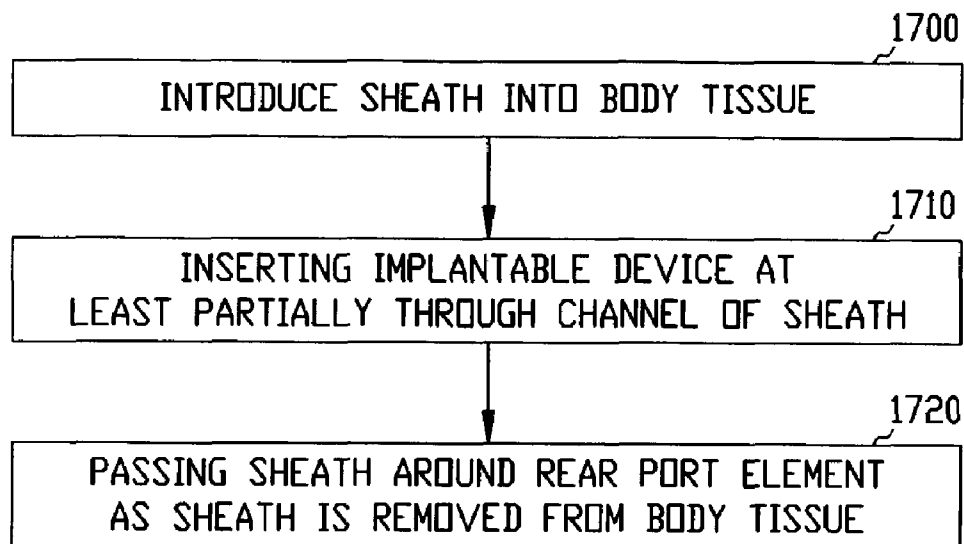 1700
INTRODUCE SHEATH INTO BODY TISSUE
1710
INSERTING IMPLANTABLE DEVICE AT
LEAST PARTIALLY THROUGH CHANNEL OF SHEATH
1720
PASSING SHEATH AROUND REAR PORT ELEMENT
AS SHEATH IS REMOVED FROM BODY TISSUE